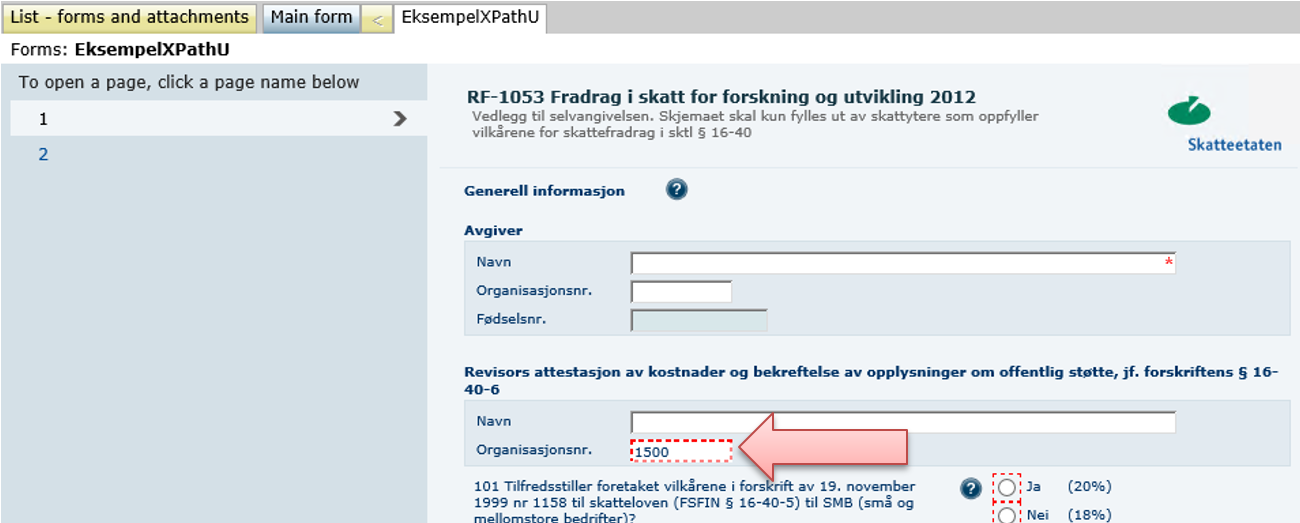 List - forms and attachments
Main form
<
EksempelXPathU
Forms: EksempelXPathU
To open a page, click a page name below
1
2
RF-1053 Fradrag i skatt for forskning og utvikling 2012
Vedlegg til selvangivelsen. Skjemaet skal kun fylles ut av skattytere som oppfyller
vilkårene for skattefradrag i sktl § 16-40
Skatteetaten
Generell informasjon
?
Avgiver
Navn
*
Organisasjonsnr.
Fødselsnr.
Revisors attestasjon av kostnader og bekreftelse av opplysninger om offentlig støtte, jf. forskriftens § 16-
40-6
Navn
Organisasjonsnr.
1500
101 Tilfredsstiller foretaket vilkårene i forskrift av 19. november
1999 nr 1158 til skatteloven (FSFIN § 16-40-5) til SMB (små og
mellomstore bedrifter)?
?
Ja (20%)
Nei (18%)